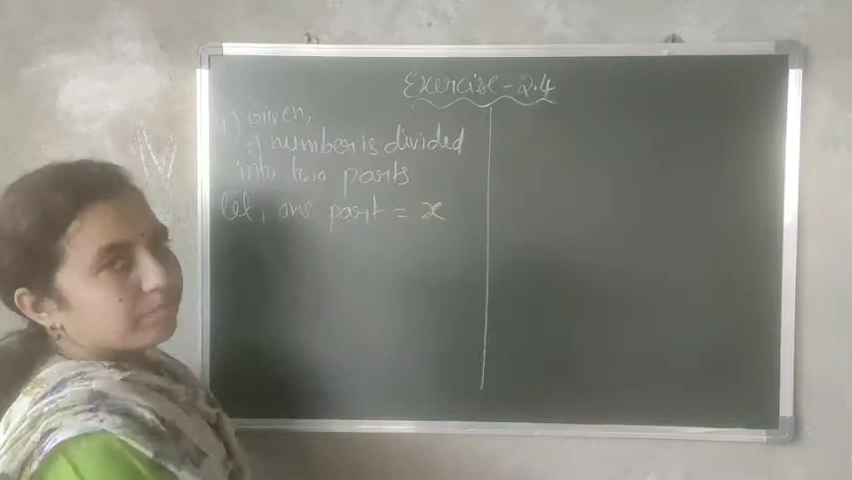 Exercise-2.4
1) Given,
A number is divided
into two parts
let, one part = x